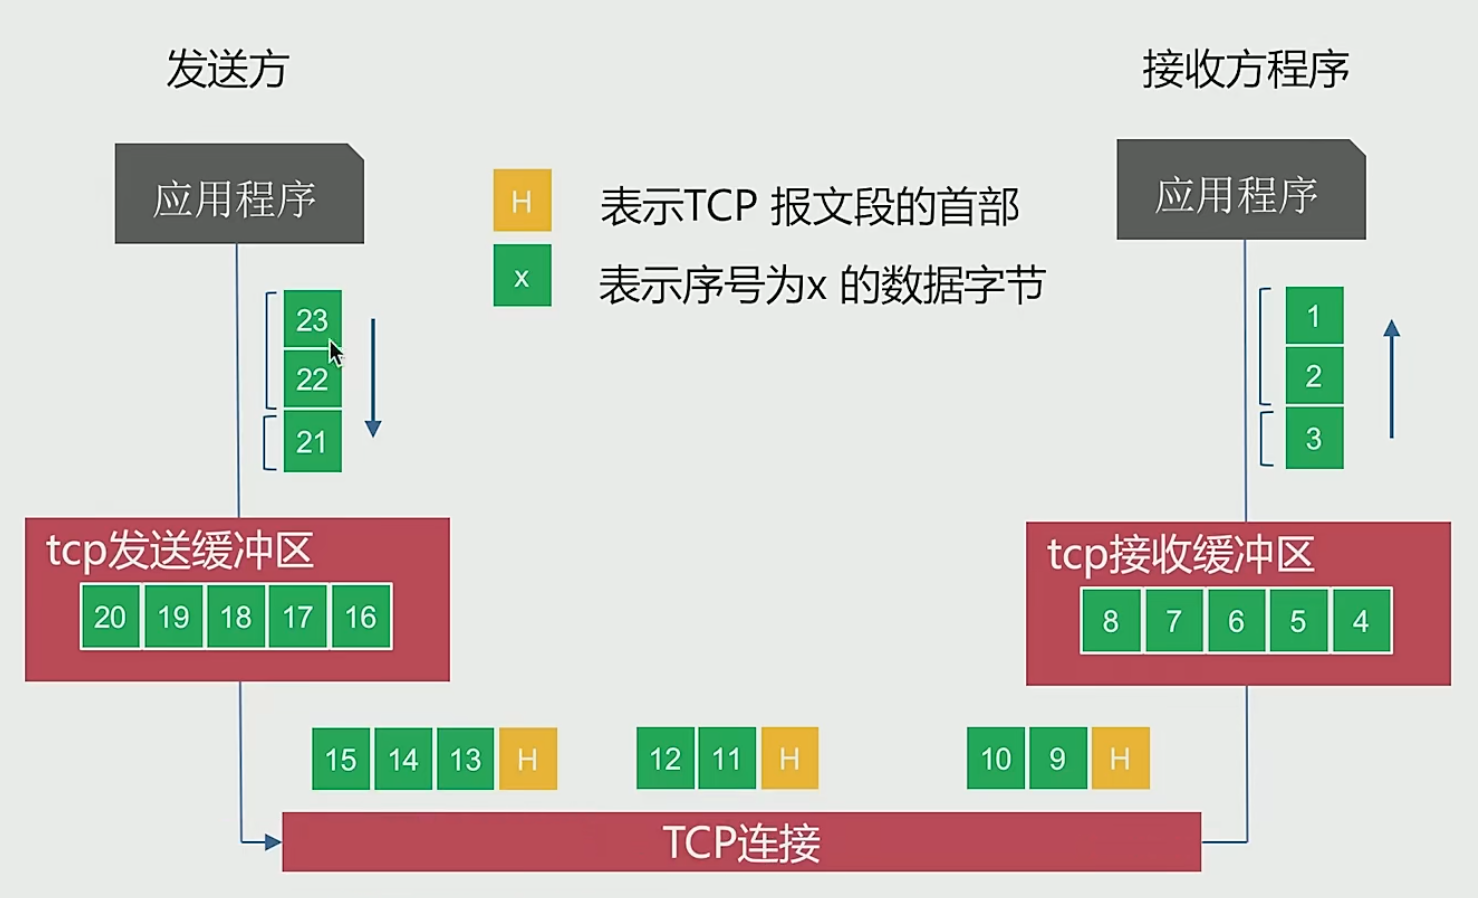 发送方
接收方程序
应用程序
应用程序
H
表示TCP 报文段的首部
x
表示序号为x 的数据字节
23
22
21
1
2
3
tcp发送缓冲区
20 19 18 17 16
tcp接收缓冲区
8 7 6 5 4
15 14 13 H
12 11 H
10 9 H
TCP连接